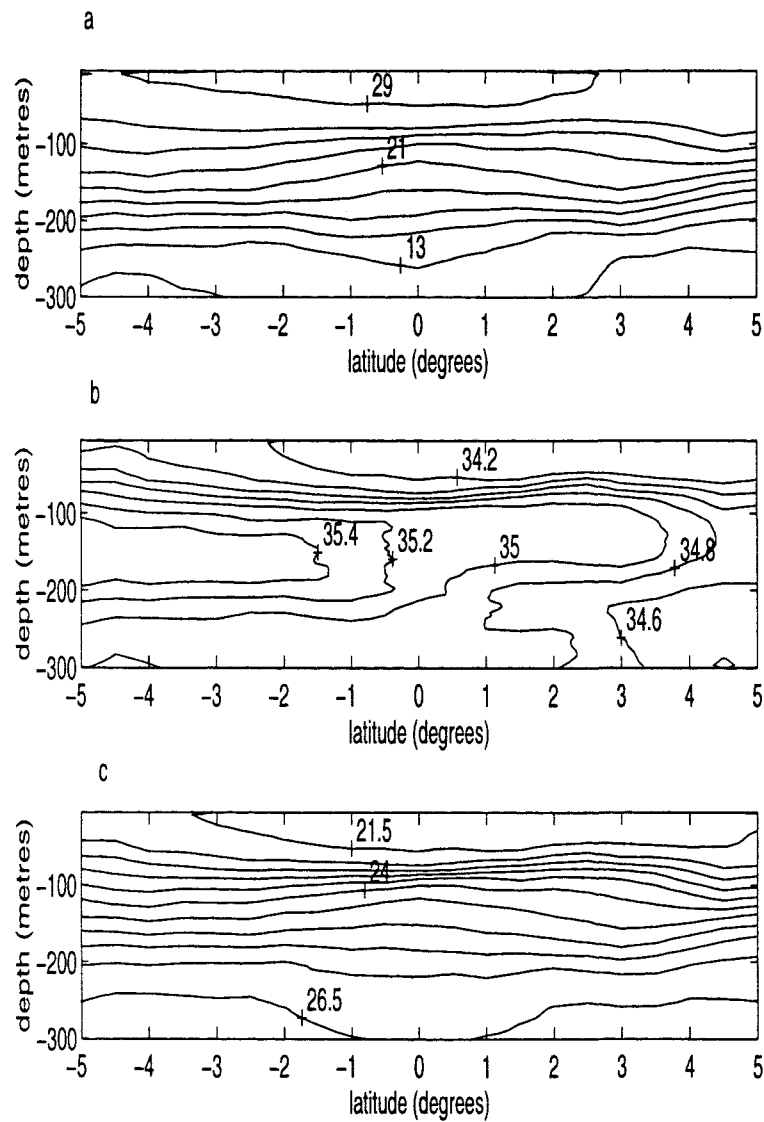 a
29
21
13
-100
-200
-300
depth (metres)
-5 -4 -3 -2 -1 0 1 2 3 4 5
latitude (degrees)
b
34.2
35.4
35.2
35
34.8
34.6
-100
-200
-300
depth (metres)
-5 -4 -3 -2 -1 0 1 2 3 4 5
latitude (degrees)
c
21.5
24
26.5
-100
-200
-300
depth (metres)
-5 -4 -3 -2 -1 0 1 2 3 4 5
latitude (degrees)